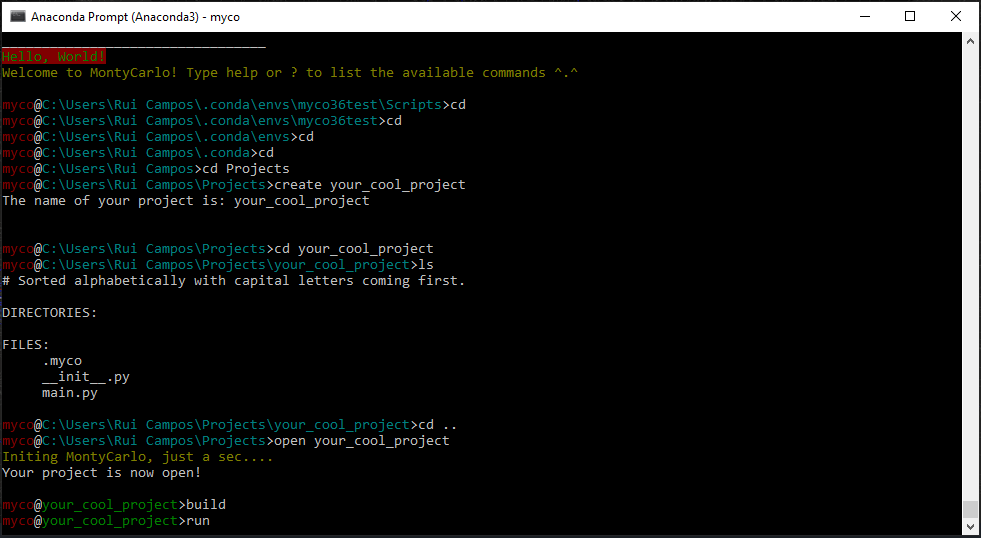 Anaconda Prompt (Anaconda3) - myco
_________________________________
Hello, World!
Welcome to MontyCarlo! Type help or ? to list the available commands ^.^
myco@C:\Users\Rui Campos\.conda\envs\myco36test\Scripts>cd
myco@C:\Users\Rui Campos\.conda\envs\myco36test>cd
myco@C:\Users\Rui Campos\.conda\envs>cd
myco@C:\Users\Rui Campos\.conda>cd
myco@C:\Users\Rui Campos>cd Projects
myco@C:\Users\Rui Campos\Projects>create your_cool_project
The name of your project is: your_cool_project
myco@C:\Users\Rui Campos\Projects>cd your_cool_project
myco@C:\Users\Rui Campos\Projects\your_cool_project>ls
# Sorted alphabetically with capital letters coming first.
DIRECTORIES:
FILES:
.myco
__init__.py
main.py
myco@C:\Users\Rui Campos\Projects\your_cool_project>cd ..
myco@C:\Users\Rui Campos\Projects>open your_cool_project
Initing MontyCarlo, just a sec....
Your project is now open!
myco@your_cool_project>build
myco@your_cool_project>run